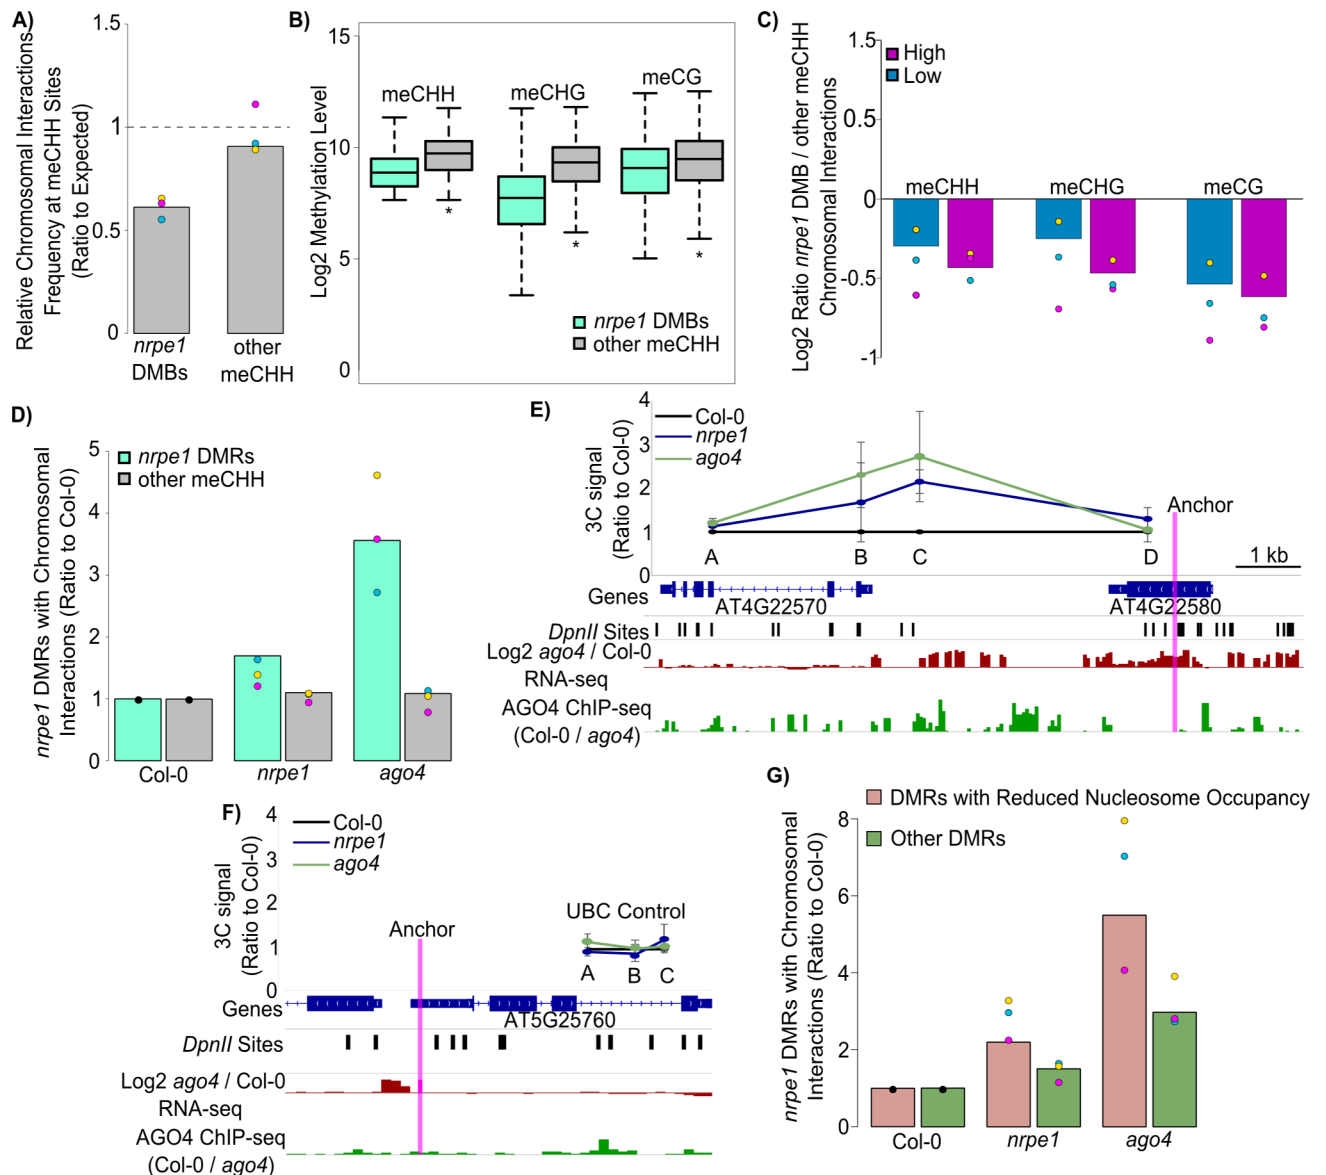 A)
Relative Chromosomal Interactions
Frequency at meCHH Sites
(Ratio to Expected)
1.5
1
0.5
0
nrpe1
DMBs
other
meCHH
B)
Log2 Methylation Level
15
10
5
0
meCHH
meCHG
meCG
*
*
*
nrpe1 DMBs
other meCHH
C)
Log2 Ratio nrpe1 DMB / other meCHH
Chromosomal Interactions
1.5
0.5
0
-0.5
-1
High
Low
meCHH
meCHG
meCG
D)
nrpe1 DMRs with Chromosomal
Interactions (Ratio to Col-0)
5
4
3
2
1
0
nrpe1 DMRs
other meCHH
Col-0
nrpe1
ago4
E)
3C signal
(Ratio to Col-0)
4
3
2
1
0
Col-0
nrpe1
ago4
A
B
C
D
Anchor
1 kb
Genes
AT4G22570
AT4G22580
DpnII Sites
Log2 ago4 / Col-0
RNA-seq
AGO4 ChIP-seq
(Col-0 / ago4)
F)
3C signal
(Ratio to Col-0)
4
3
2
1
0
Col-0
nrpe1
ago4
Anchor
UBC Control
A
B
C
Genes
AT5G25760
DpnII Sites
Log2 ago4 / Col-0
RNA-seq
AGO4 ChIP-seq
(Col-0 / ago4)
G)
nrpe1 DMRs with Chromosomal
Interactions (Ratio to Col-0)
8
6
4
2
0
DMRs with Reduced Nucleosome Occupancy
Other DMRs
Col-0
nrpe1
ago4